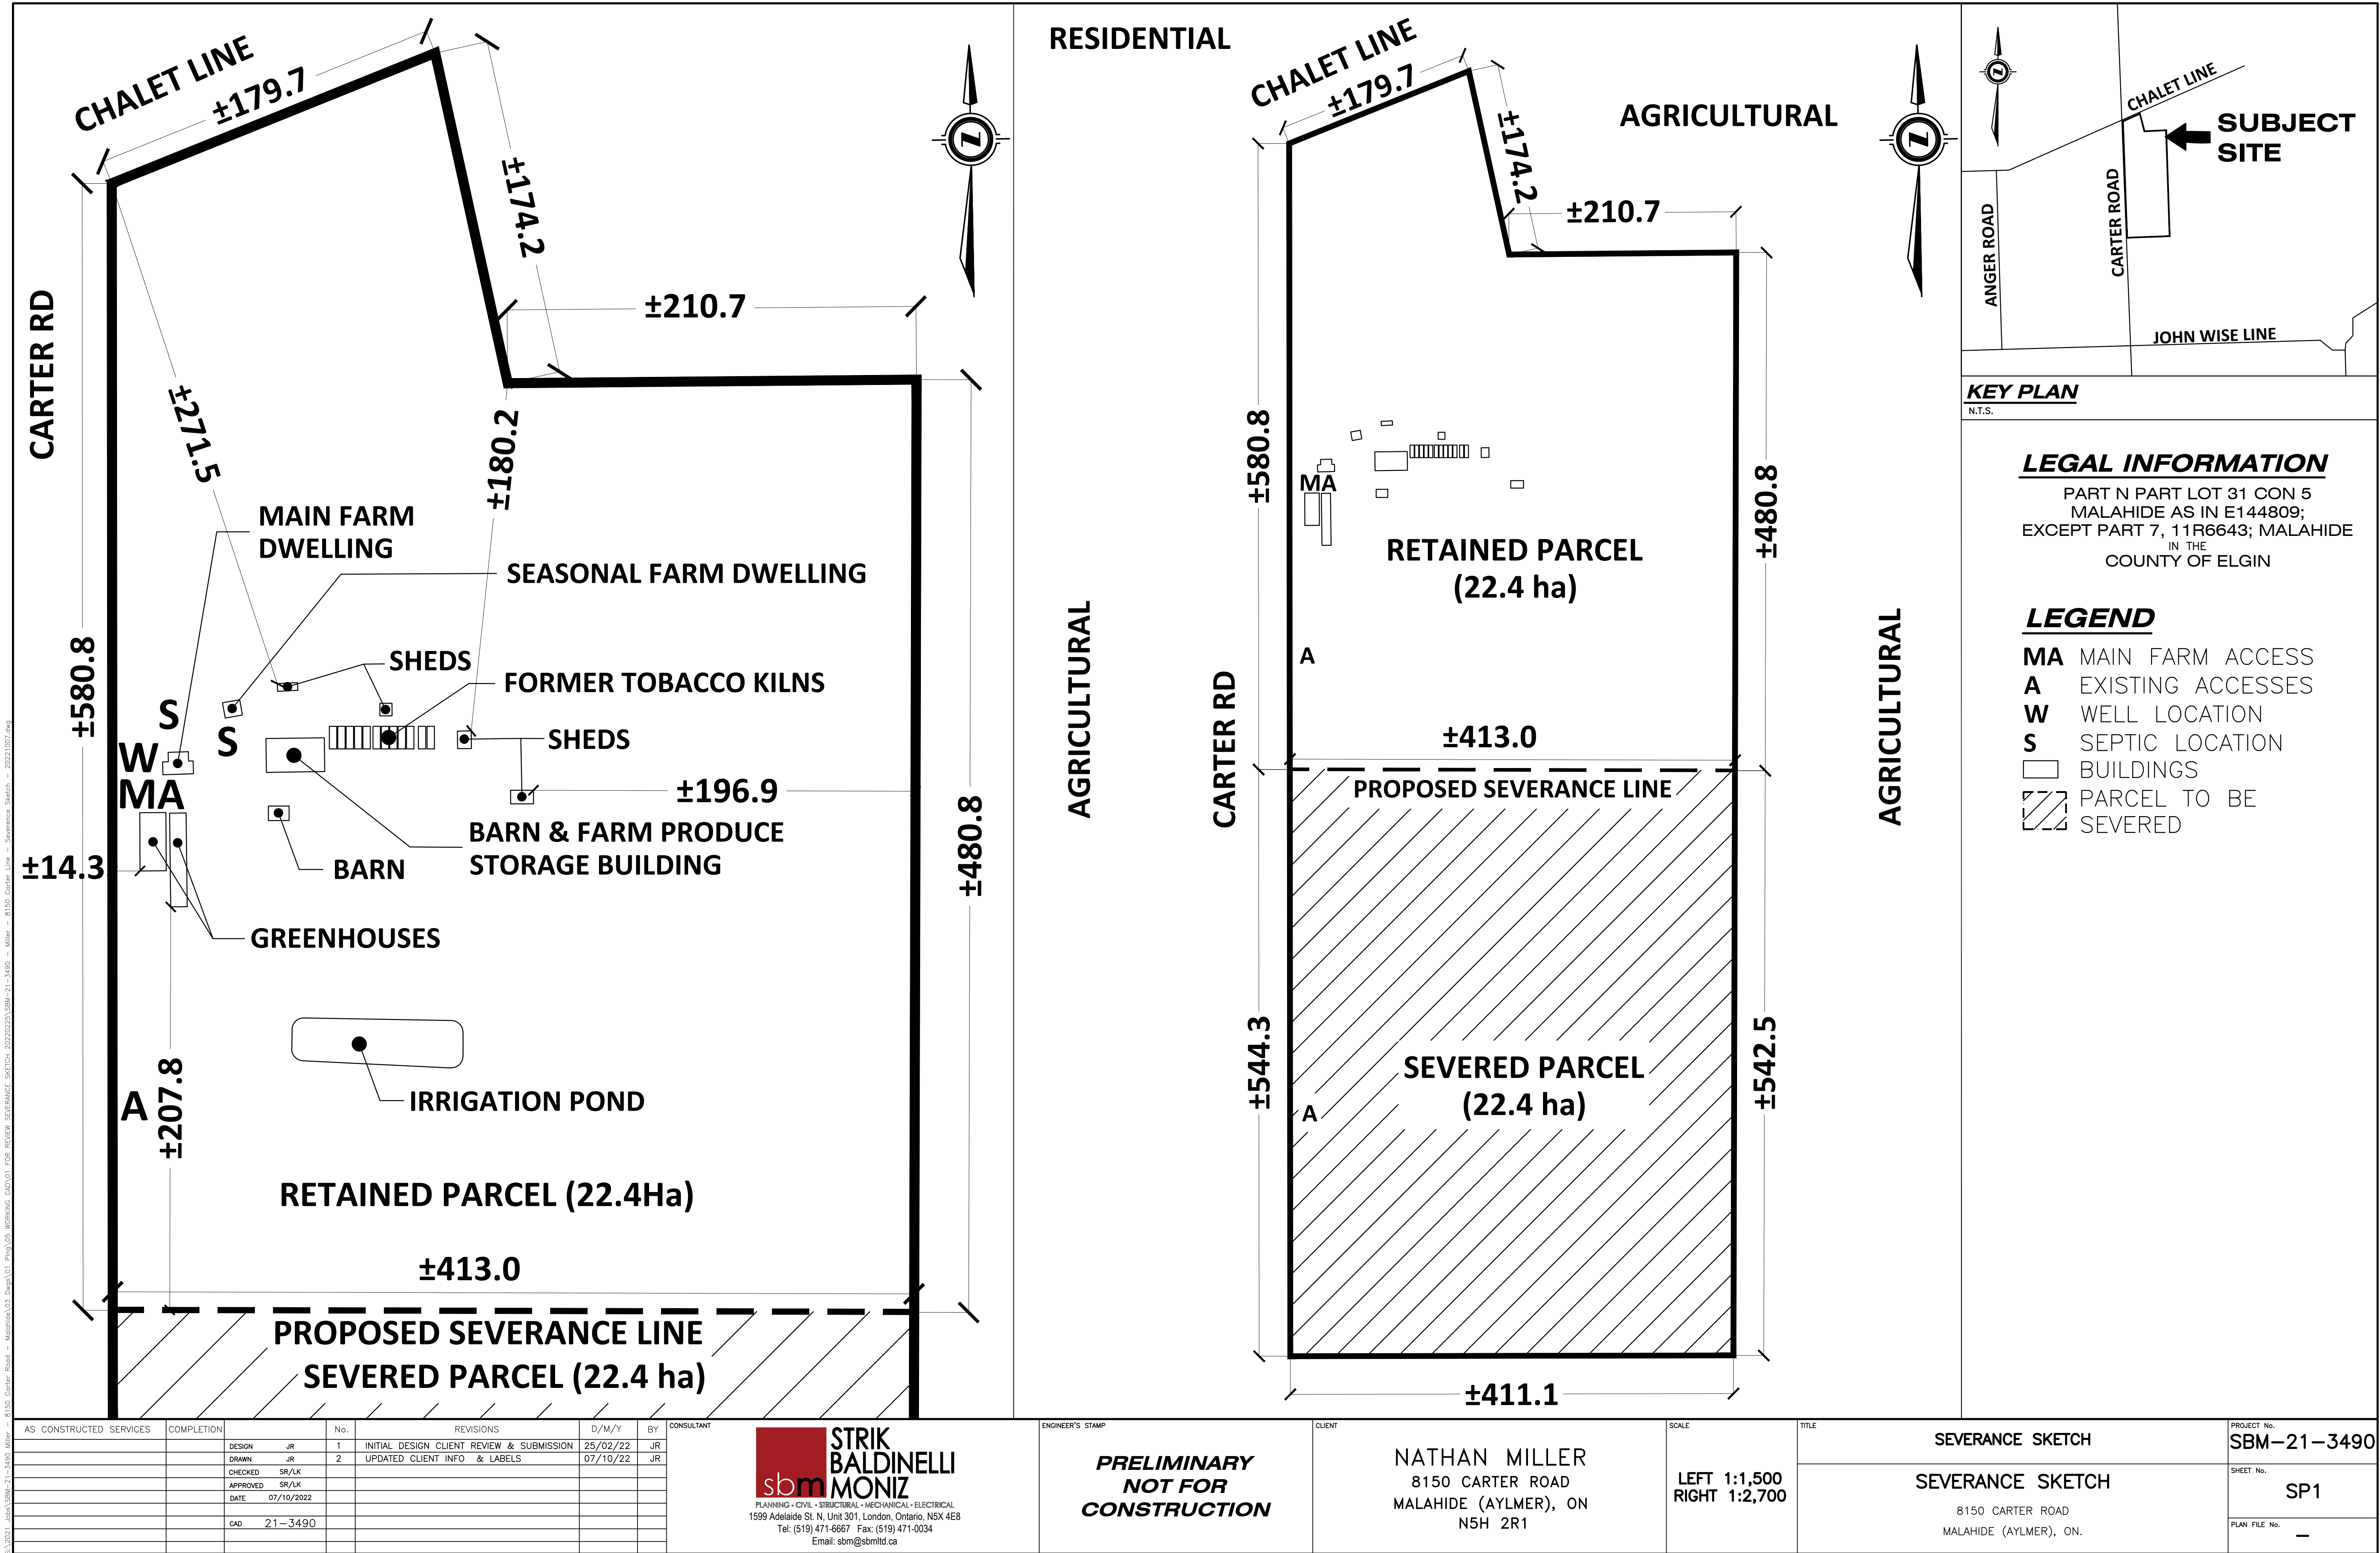 CHALET LINE
±179.7
±174.2
±210.7
CARTER RD
±271.5
±180.2
MAIN FARM
DWELLING
SEASONAL FARM DWELLING
±580.8
SHEDS
FORMER TOBACCO KILNS
S
S
SHEDS
W
MA
±196.9
BARN & FARM PRODUCE
STORAGE BUILDING
±480.8
±14.3
BARN
GREENHOUSES
A
±207.8
IRRIGATION POND
RETAINED PARCEL (22.4Ha)
±413.0
PROPOSED SEVERANCE LINE
SEVERED PARCEL (22.4 ha)
RESIDENTIAL
CHALET LINE
±179.7
±174.2
AGRICULTURAL
±210.7
±580.8
MA
±480.8
RETAINED PARCEL
(22.4 ha)
AGRICULTURAL
A
CARTER RD
AGRICULTURAL
±413.0
PROPOSED SEVERANCE LINE
±544.3
SEVERED PARCEL
(22.4 ha)
A
±542.5
±411.1
CHALET LINE
SUBJECT
SITE
CARTER ROAD
ANGER ROAD
JOHN WISE LINE
KEY PLAN
N.T.S.
LEGAL INFORMATION
PART N PART LOT 31 CON 5
MALAHIDE AS IN E144809;
EXCEPT PART 7, 11R6643; MALAHIDE
IN THE
COUNTY OF ELGIN
LEGEND
MA MAIN FARM ACCESS
A EXISTING ACCESSES
W WELL LOCATION
S SEPTIC LOCATION
BUILDINGS
PARCEL TO BE
SEVERED
AS CONSTRUCTED SERVICES COMPLETION No. REVISIONS D/M/Y BY
DESIGN JR 1 INITIAL DESIGN CLIENT REVIEW & SUBMISSION 25/02/22 JR
DRAWN JR 2 UPDATED CLIENT INFO & LABELS 07/10/22 JR
CHECKED SR/LK
APPROVED SR/LK
DATE 07/10/2022
CAD 21-3490
CONSULTANT
sbm
STRIK
BALDINELLI
MONIZ
PLANNING • CIVIL • STRUCTURAL • MECHANICAL • ELECTRICAL
1599 Adelaide St. N, Unit 301, London, Ontario, N5X 4E8
Tel: (519) 471-6667 Fax: (519) 471-0034
Email: sbm@sbmltd.ca
ENGINEER'S STAMP
PRELIMINARY
NOT FOR
CONSTRUCTION
CLIENT
NATHAN MILLER
8150 CARTER ROAD
MALAHIDE (AYLMER), ON
N5H 2R1
SCALE
LEFT 1:1,500
RIGHT 1:2,700
TITLE
SEVERANCE SKETCH
SEVERANCE SKETCH
8150 CARTER ROAD
MALAHIDE (AYLMER), ON.
PROJECT No.
SBM-21-3490
SHEET No.
SP1
PLAN FILE No.
–